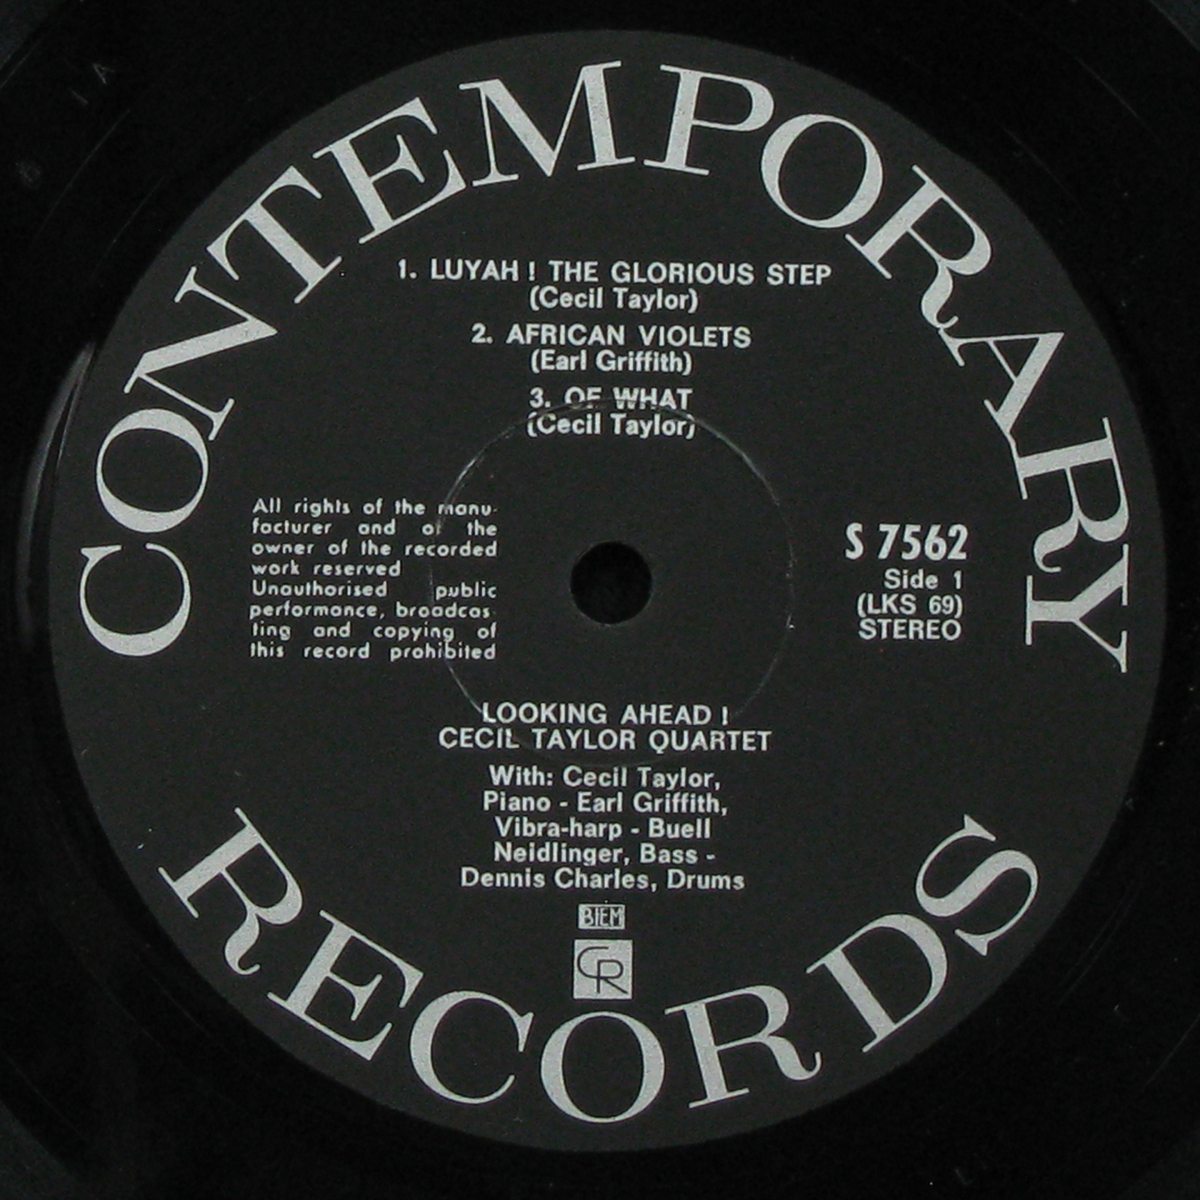 CONTEMPORARY
1. LUYAH ! THE GLORIOUS STEP
(Cecil Taylor)
2. AFRICAN VIOLETS
(Earl Griffith)
3. OF WHAT
(Cecil Taylor)
All rights of the manu-
facturer and of the
owner of the recorded
work reserved
Unauthorised public
performance, broadcas-
ting and copying of
this record prohibited
S 7562
Side 1
(LKS 69)
STEREO
LOOKING AHEAD !
CECIL TAYLOR QUARTET
With: Cecil Taylor,
Piano - Earl Griffith,
Vibra-harp - Buell
Neidlinger, Bass -
Dennis Charles, Drums
BIEM
CR
RECORDS